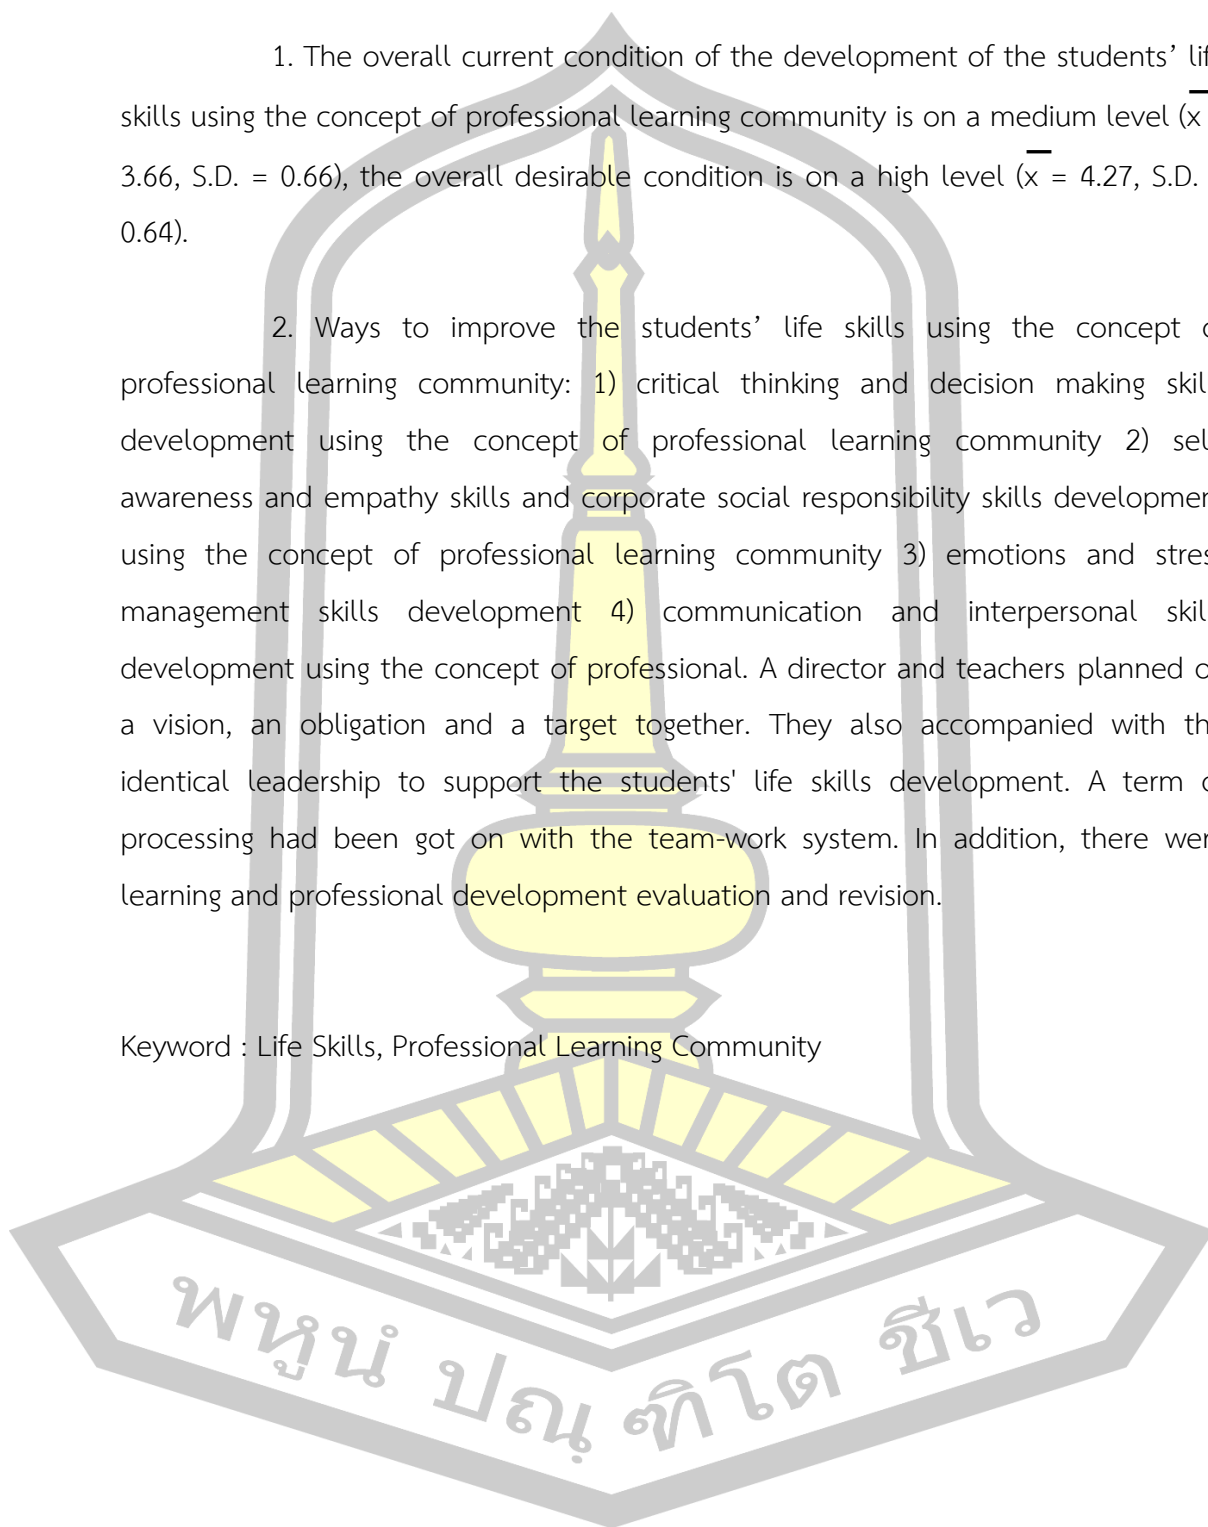 1. The overall current condition of the development of the students’ lif
skills using the concept of professional learning community is on a medium level (x̄
3.66, S.D. = 0.66), the overall desirable condition is on a high level (x̄ = 4.27, S.D.
0.64).
2. Ways to improve the students’ life skills using the concept o
professional learning community: 1) critical thinking and decision making skil
development using the concept of professional learning community 2) sel
awareness and empathy skills and corporate social responsibility skills developmen
using the concept of professional learning community 3) emotions and stres
management skills development 4) communication and interpersonal skil
development using the concept of professional. A director and teachers planned o
a vision, an obligation and a target together. They also accompanied with th
identical leadership to support the students' life skills development. A term o
processing had been got on with the team-work system. In addition, there wer
learning and professional development evaluation and revision.
Keyword : Life Skills, Professional Learning Community
พหูนํ ปณฺฑิโต ชีเว